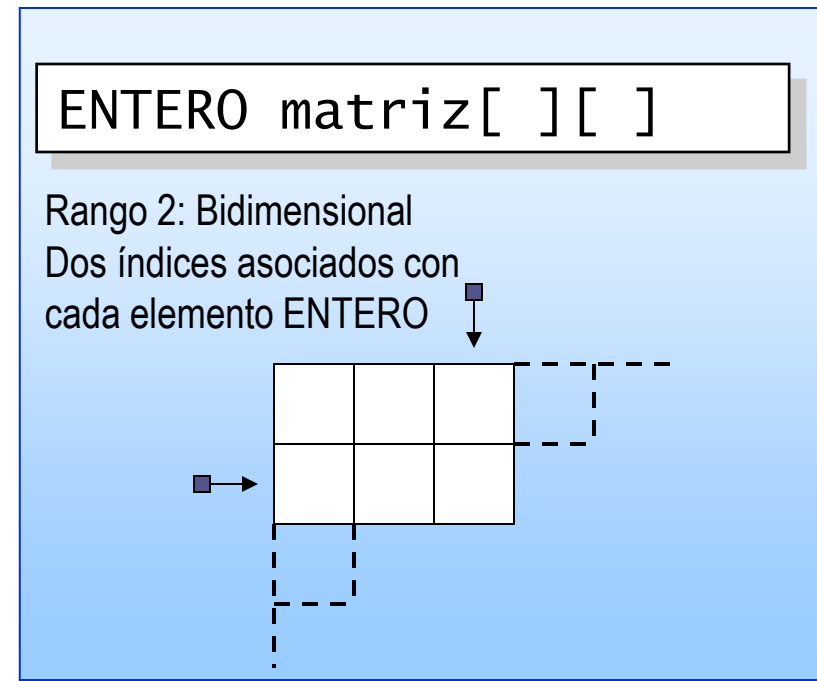 ENTERO matriz[ ][ ]
Rango 2: Bidimensional
Dos índices asociados con
cada elemento ENTERO